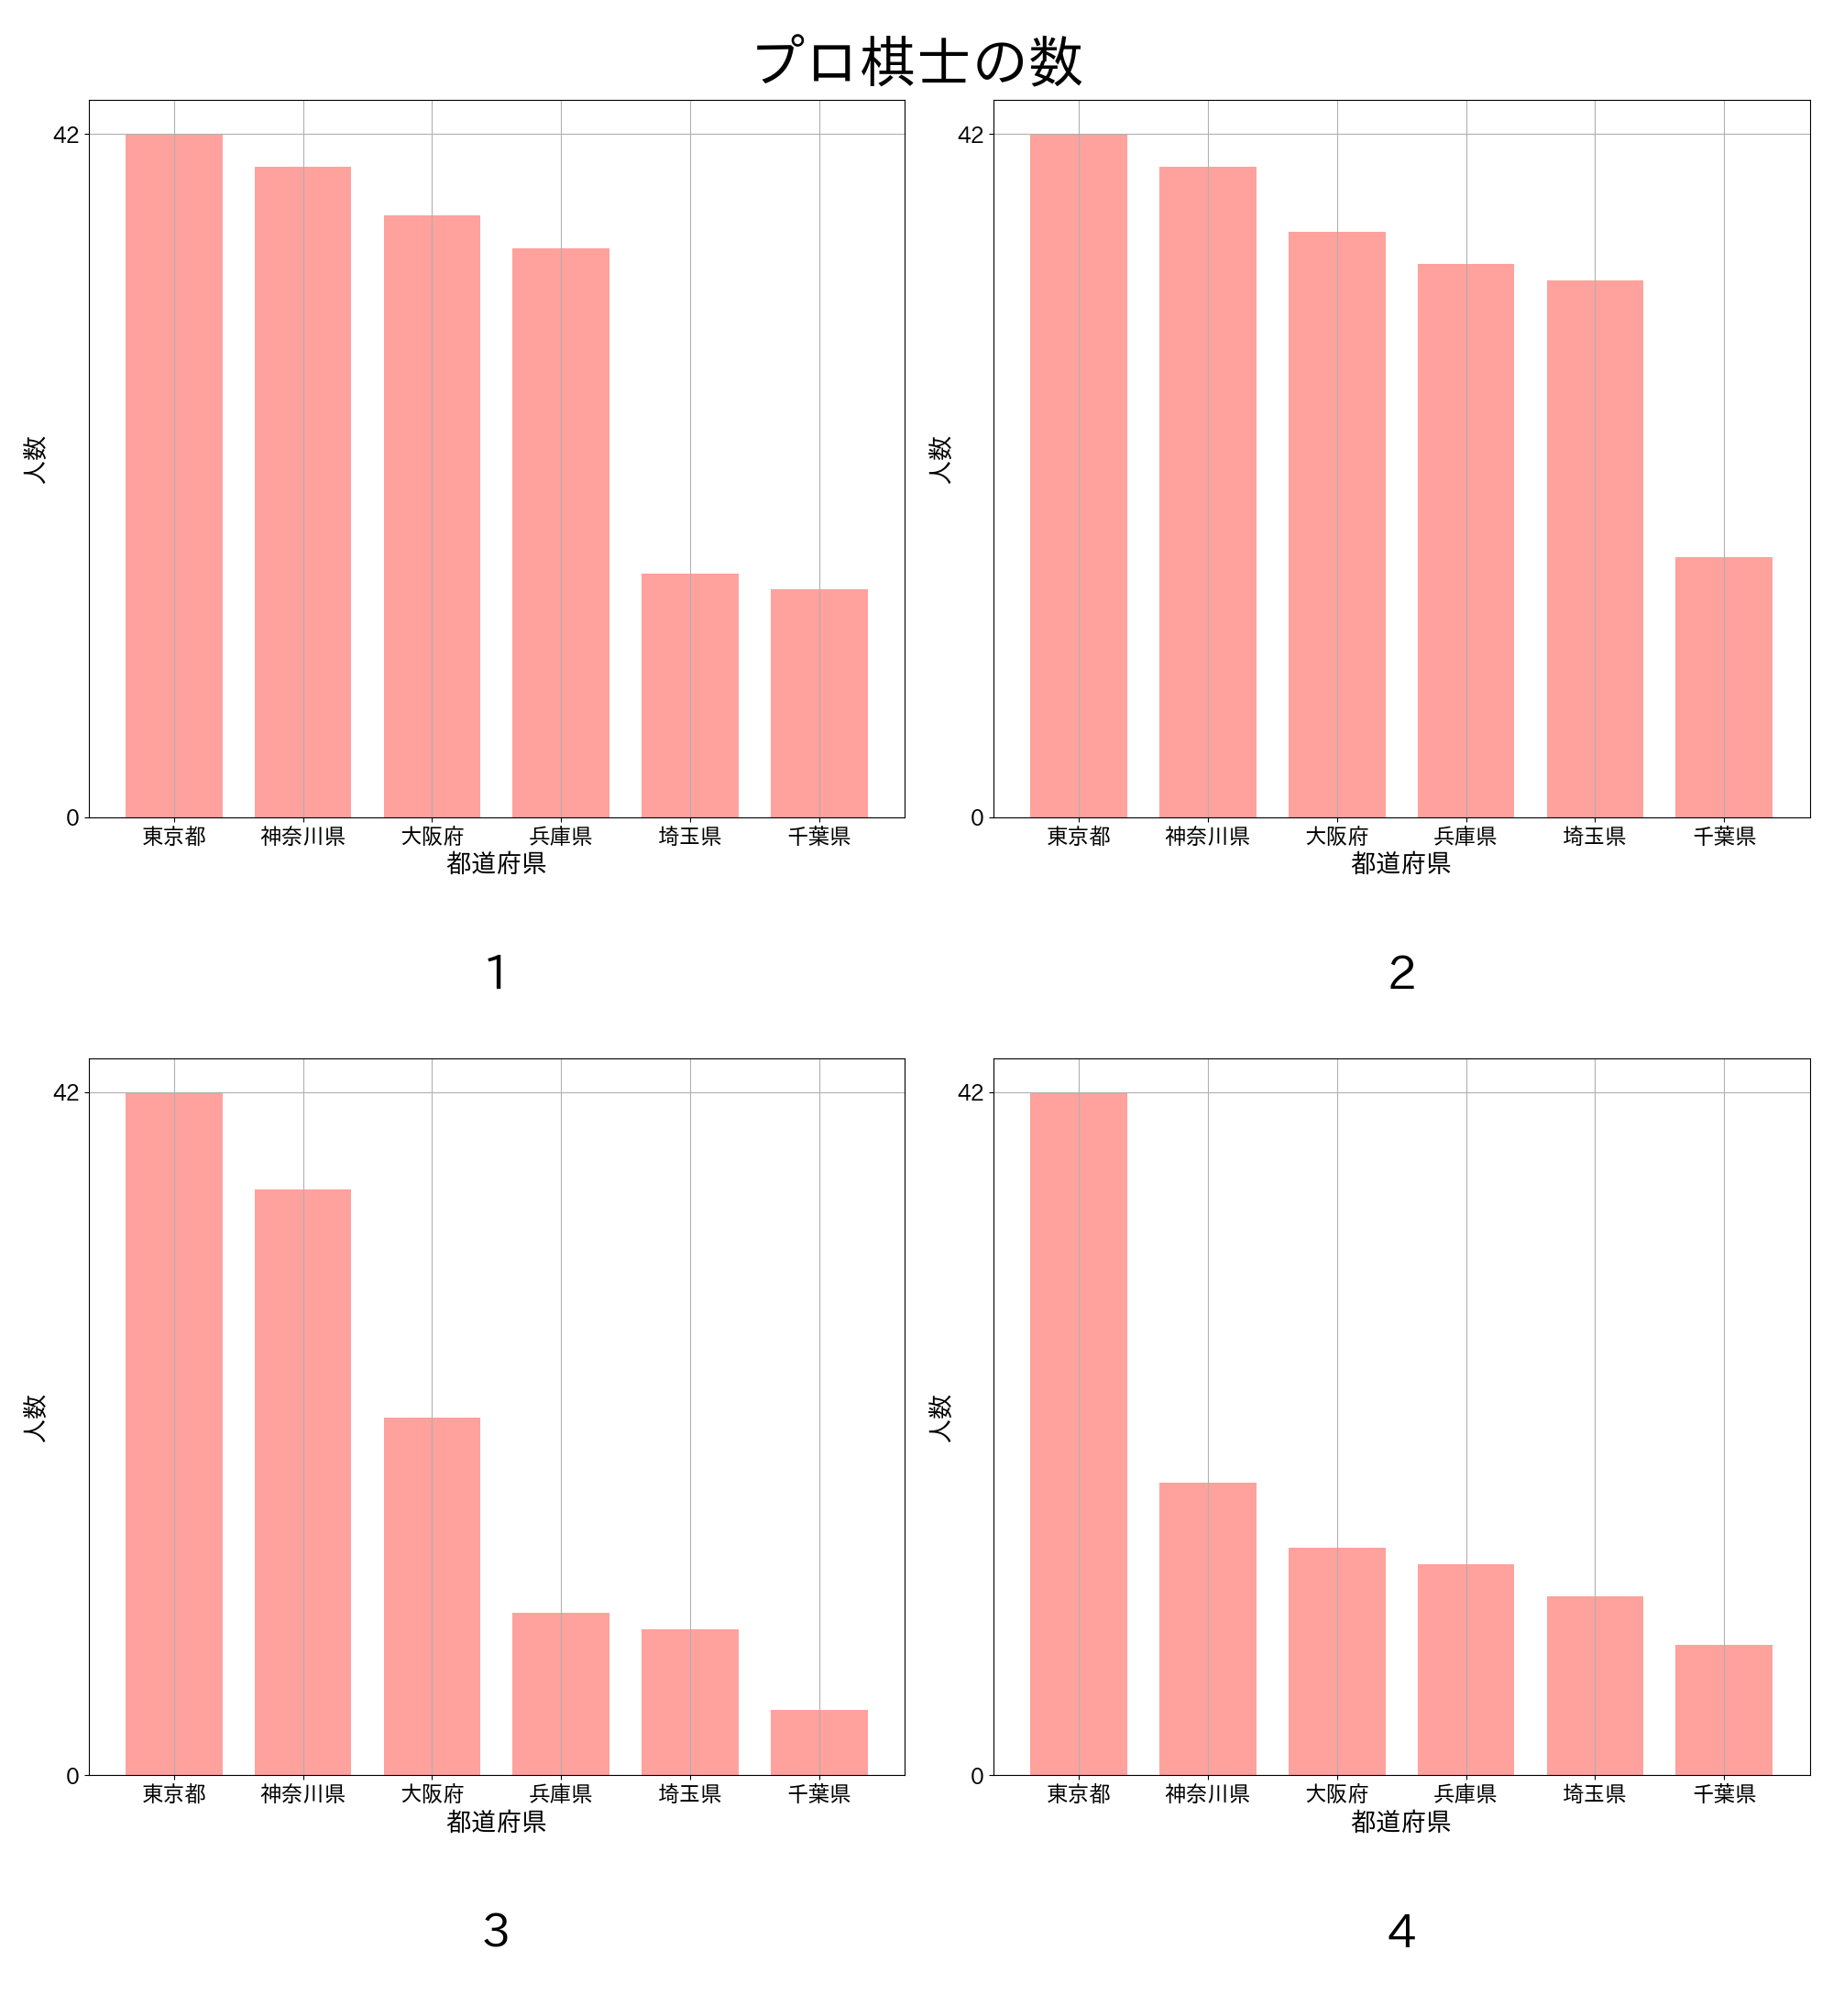 プロ棋士の数
42
0
人数
東京都 神奈川県 大阪府 兵庫県 埼玉県 千葉県
都道府県
1
42
0
人数
東京都 神奈川県 大阪府 兵庫県 埼玉県 千葉県
都道府県
2
42
0
人数
東京都 神奈川県 大阪府 兵庫県 埼玉県 千葉県
都道府県
3
42
0
人数
東京都 神奈川県 大阪府 兵庫県 埼玉県 千葉県
都道府県
4